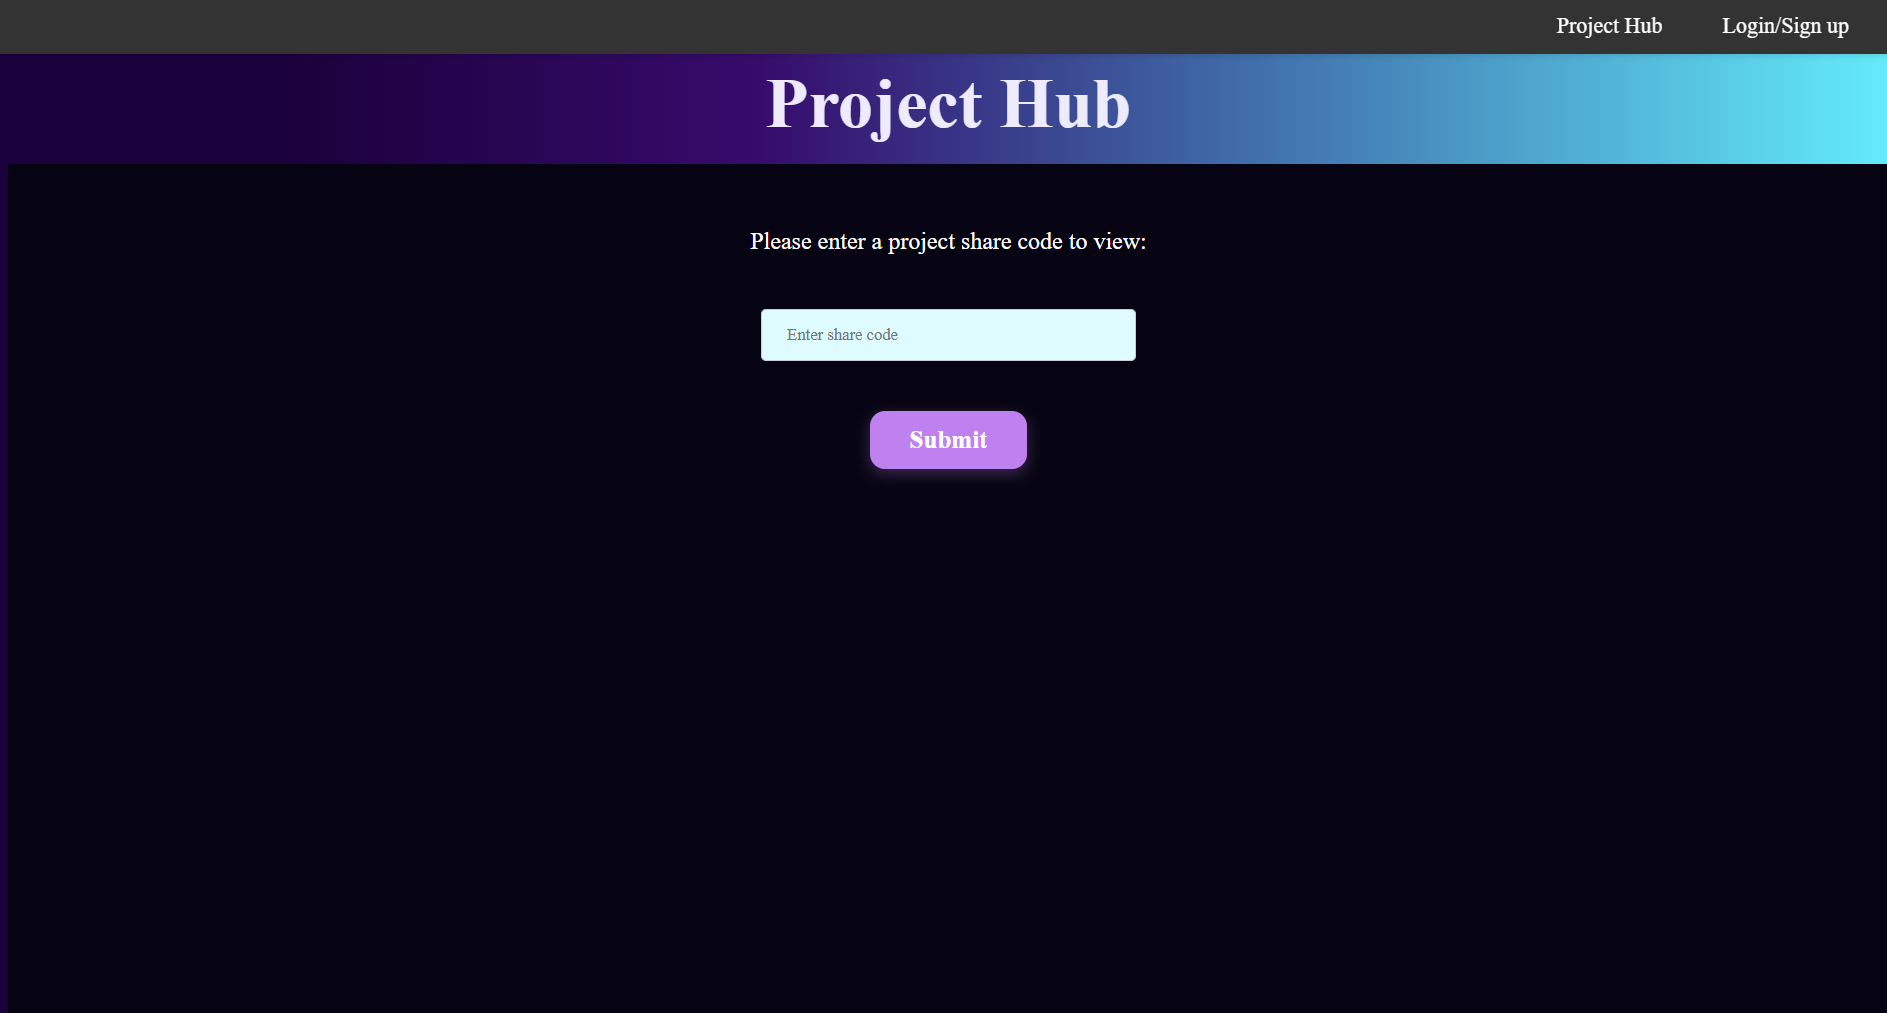 Project Hub
Login/Sign up
Project Hub
Please enter a project share code to view:
Enter share code
Submit